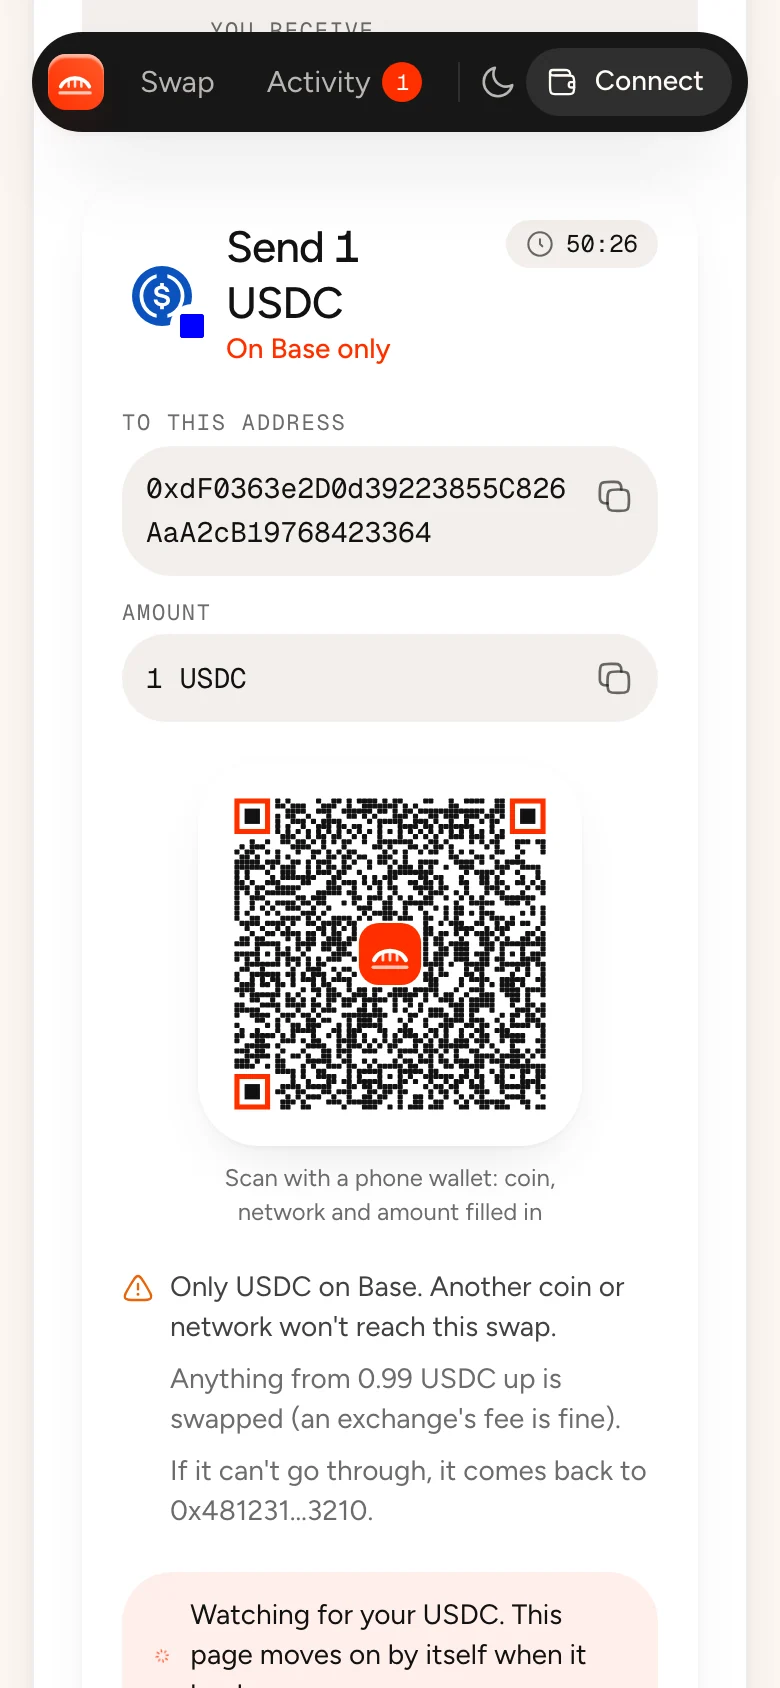 YOU RECEIVE
Swap
Activity 1
Connect
Send 1
USDC
On Base only
50:26
TO THIS ADDRESS
0xdF0363e2D0d39223855C826
AaA2cB19768423364
AMOUNT
1 USDC
Scan with a phone wallet: coin,
network and amount filled in
Only USDC on Base. Another coin or
network won't reach this swap.
Anything from 0.99 USDC up is
swapped (an exchange's fee is fine).
If it can't go through, it comes back to
0x481231...3210.
Watching for your USDC. This
page moves on by itself when it